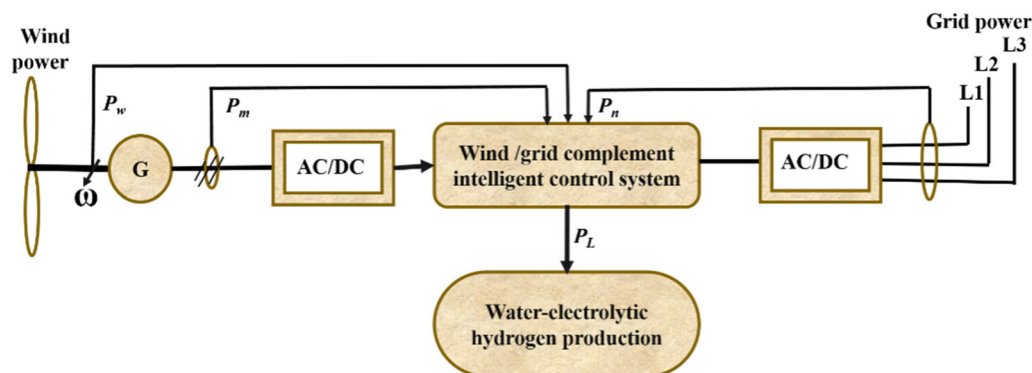 Wind
power
Grid power
L3
L2
L1
P_w
P_m
P_n
ω
G
AC/DC
Wind /grid complement
intelligent control system
AC/DC
P_L
Water-electrolytic
hydrogen production